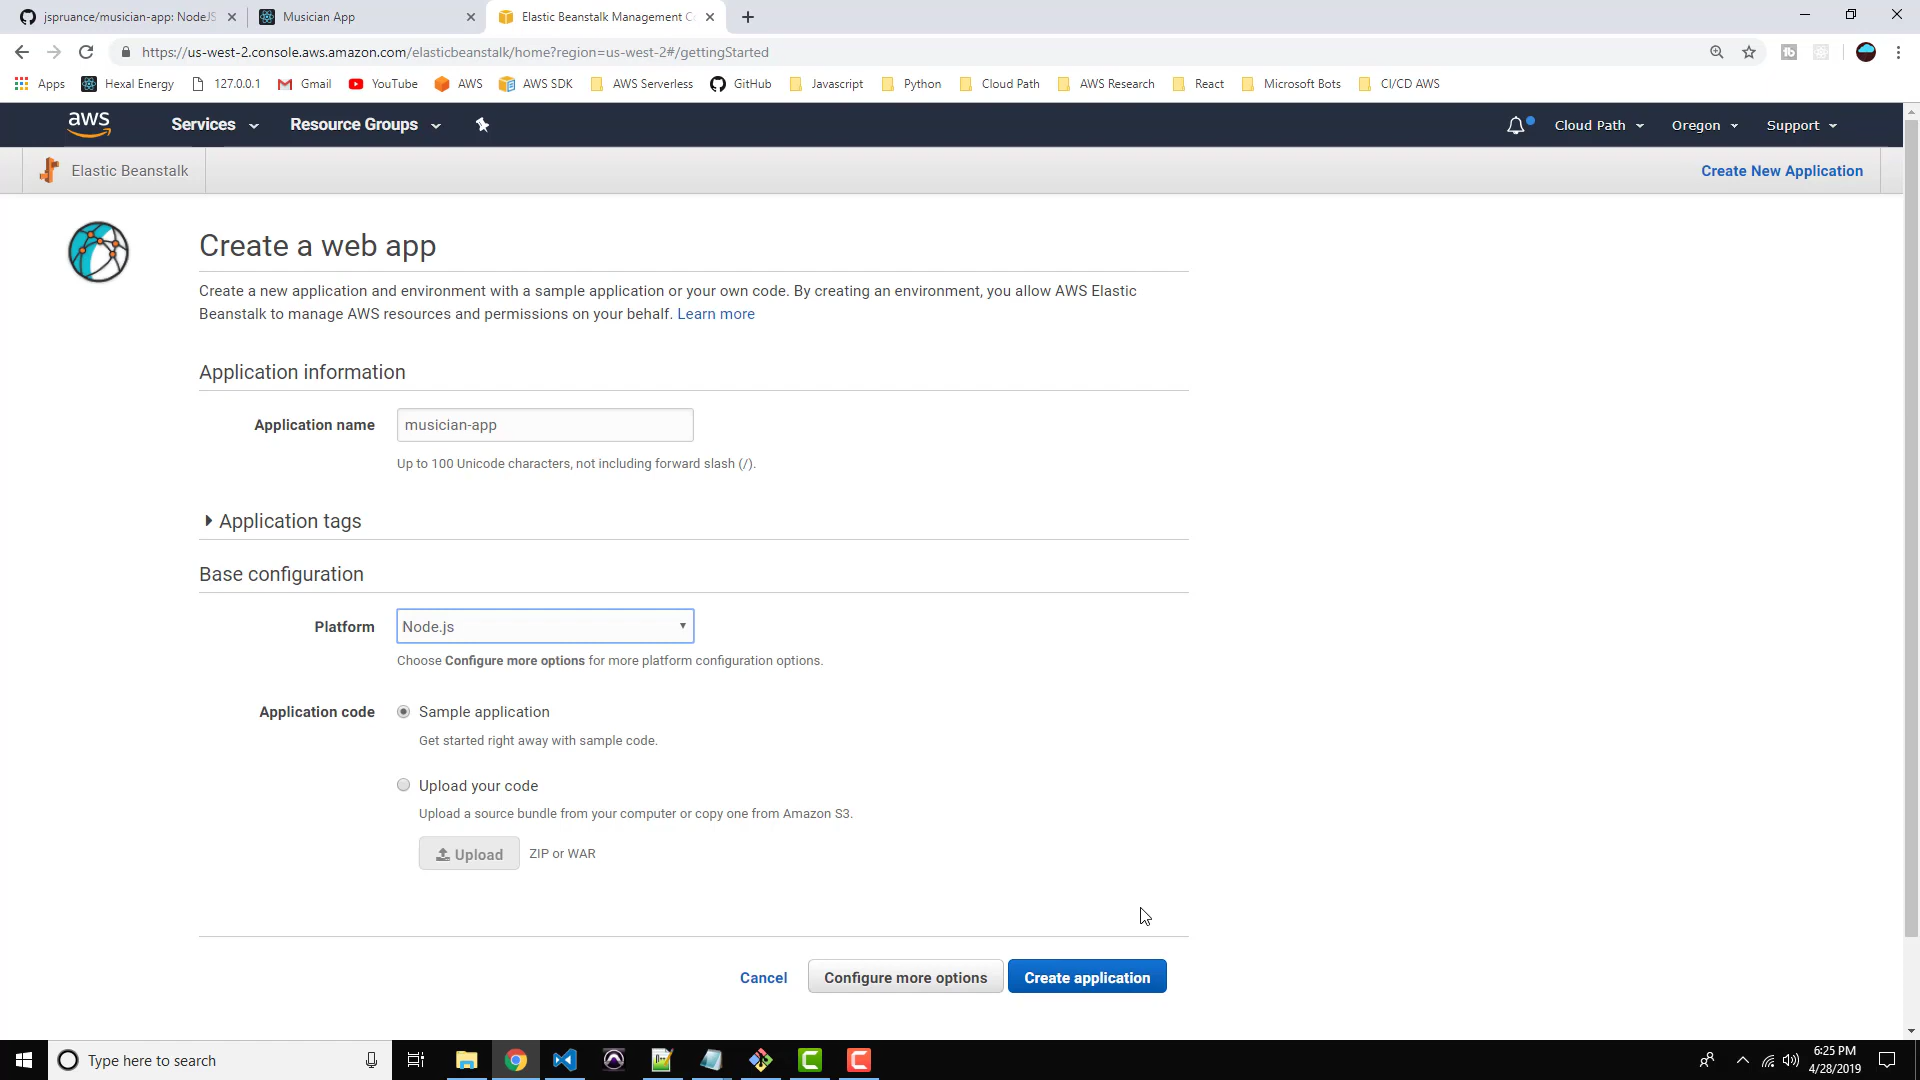 jspruance/musician-app: NodeJS
Musician App
Elastic Beanstalk Management Co
https://us-west-2.console.aws.amazon.com/elasticbeanstalk/home?region=us-west-2#/gettingStarted
Apps
Hexal Energy
127.0.0.1
Gmail
YouTube
AWS
AWS SDK
AWS Serverless
GitHub
Javascript
Python
Cloud Path
AWS Research
React
Microsoft Bots
CI/CD AWS
aws
Services
Resource Groups
Cloud Path
Oregon
Support
Elastic Beanstalk
Create New Application
Create a web app
Create a new application and environment with a sample application or your own code. By creating an environment, you allow AWS Elastic
Beanstalk to manage AWS resources and permissions on your behalf. Learn more
Application information
Application name
musician-app
Up to 100 Unicode characters, not including forward slash (/).
Application tags
Base configuration
Platform
Node.js
Choose Configure more options for more platform configuration options.
Application code
Sample application
Get started right away with sample code.
Upload your code
Upload a source bundle from your computer or copy one from Amazon S3.
Upload
ZIP or WAR
Cancel
Configure more options
Create application
Type here to search
6:25 PM
4/28/2019